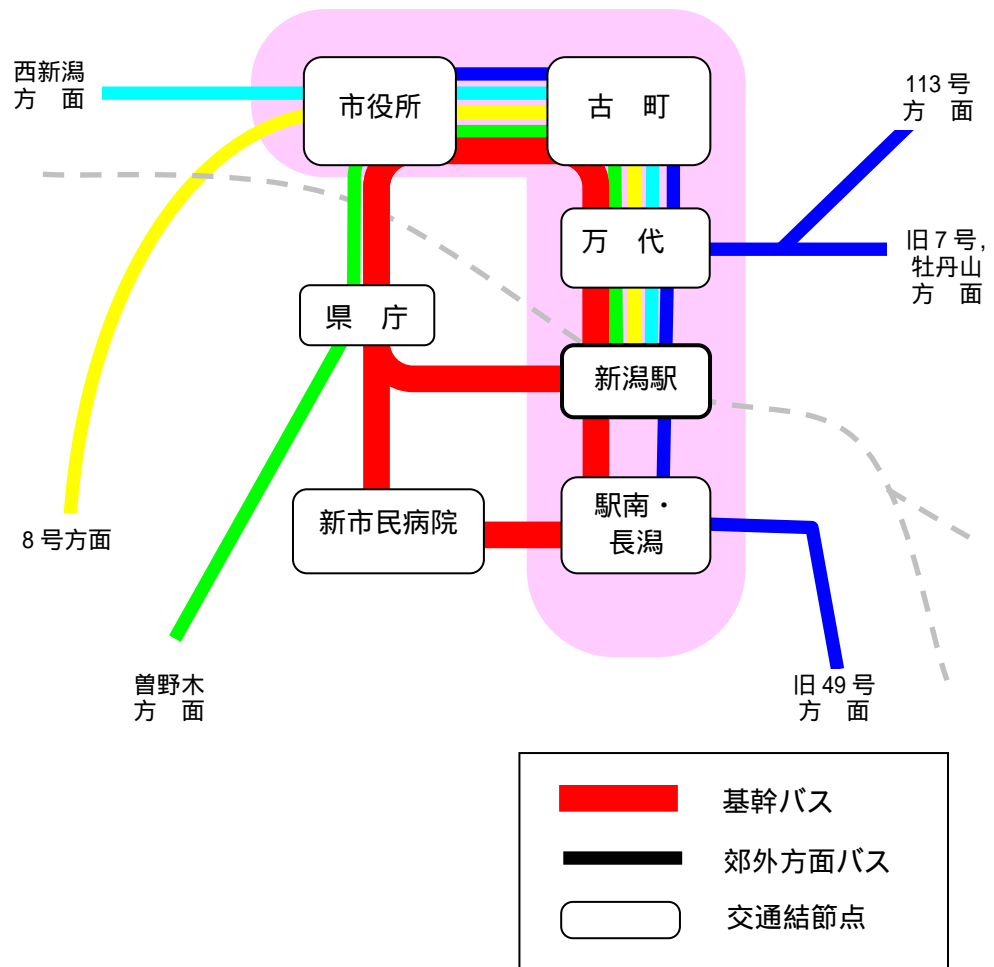 西新潟
方　面
市役所
古　町
113 号
方　面
万　代
旧 7 号，
牡丹山
方　面
県　庁
新潟駅
8 号方面
新市民病院
駅南・
長潟
曽野木
方　面
旧 49 号
方　面
基幹バス
郊外方面バス
交通結節点